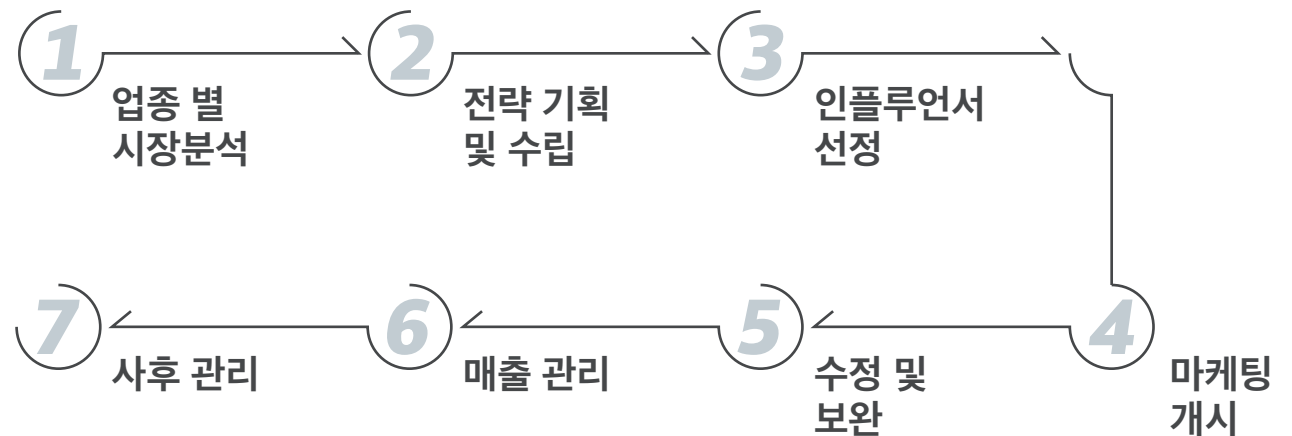 1
업종 별
시장분석
2
전략 기획
및 수립
3
인플루언서
선정
4
마케팅
개시
5
수정 및
보완
6
매출 관리
7
사후 관리